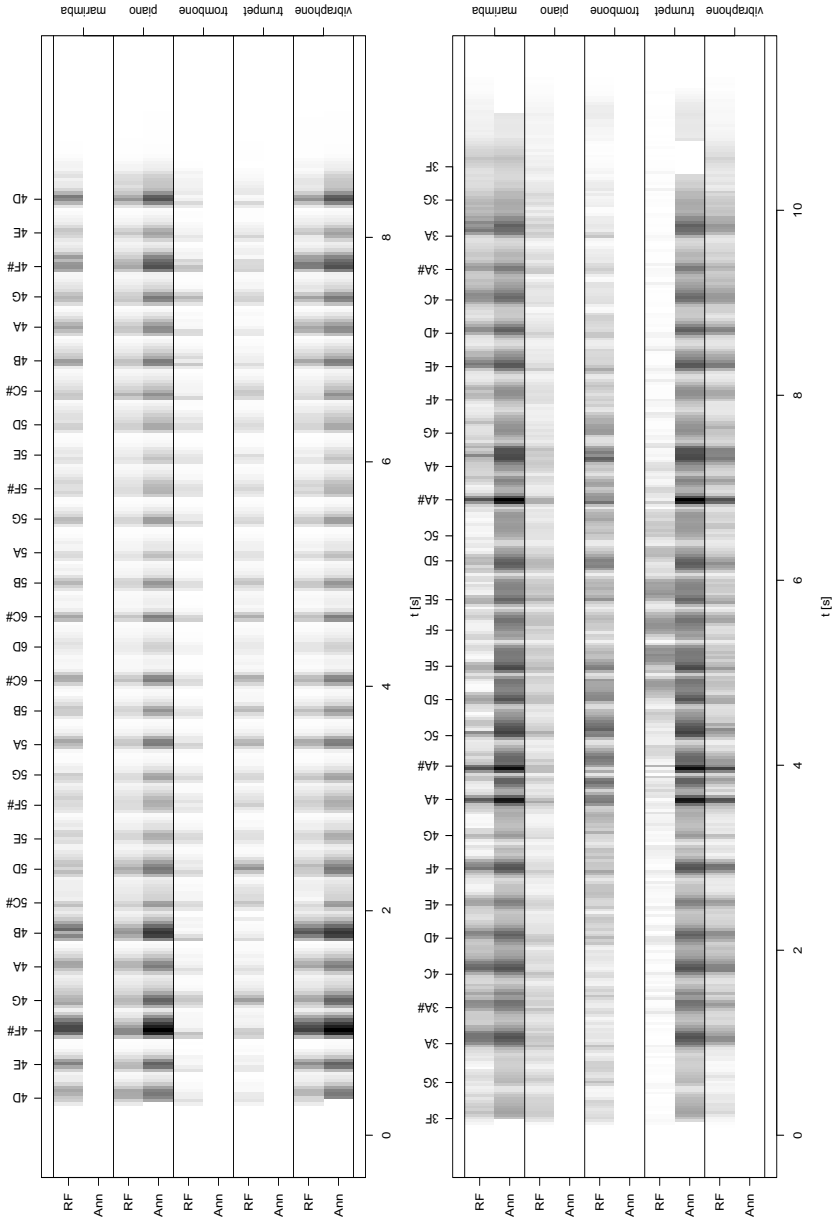 4D 4E 4F# 4G 4A 4B 5C# 5D 5E 5F# 5G 5A 5B 6C# 6D 6C# 5B 5A 5G 5F# 5E 5D 5C# 4B 4A 4G 4F# 4E 4D
RF marimba
Ann
RF piano
Ann
RF trombone
Ann
RF trumpet
Ann
RF vibraphone
Ann
0 2 4 6 8
t [s]
3F 3G 3A 3A# 4C 4D 4E 4F 4G 4A 4A# 5C 5D 5E 5F 5E 5D 5C 4A# 4A 4G 4F 4E 4D 4C 3A# 3A 3G 3F
RF marimba
Ann
RF piano
Ann
RF trombone
Ann
RF trumpet
Ann
RF vibraphone
Ann
0 2 4 6 8 10
t [s]